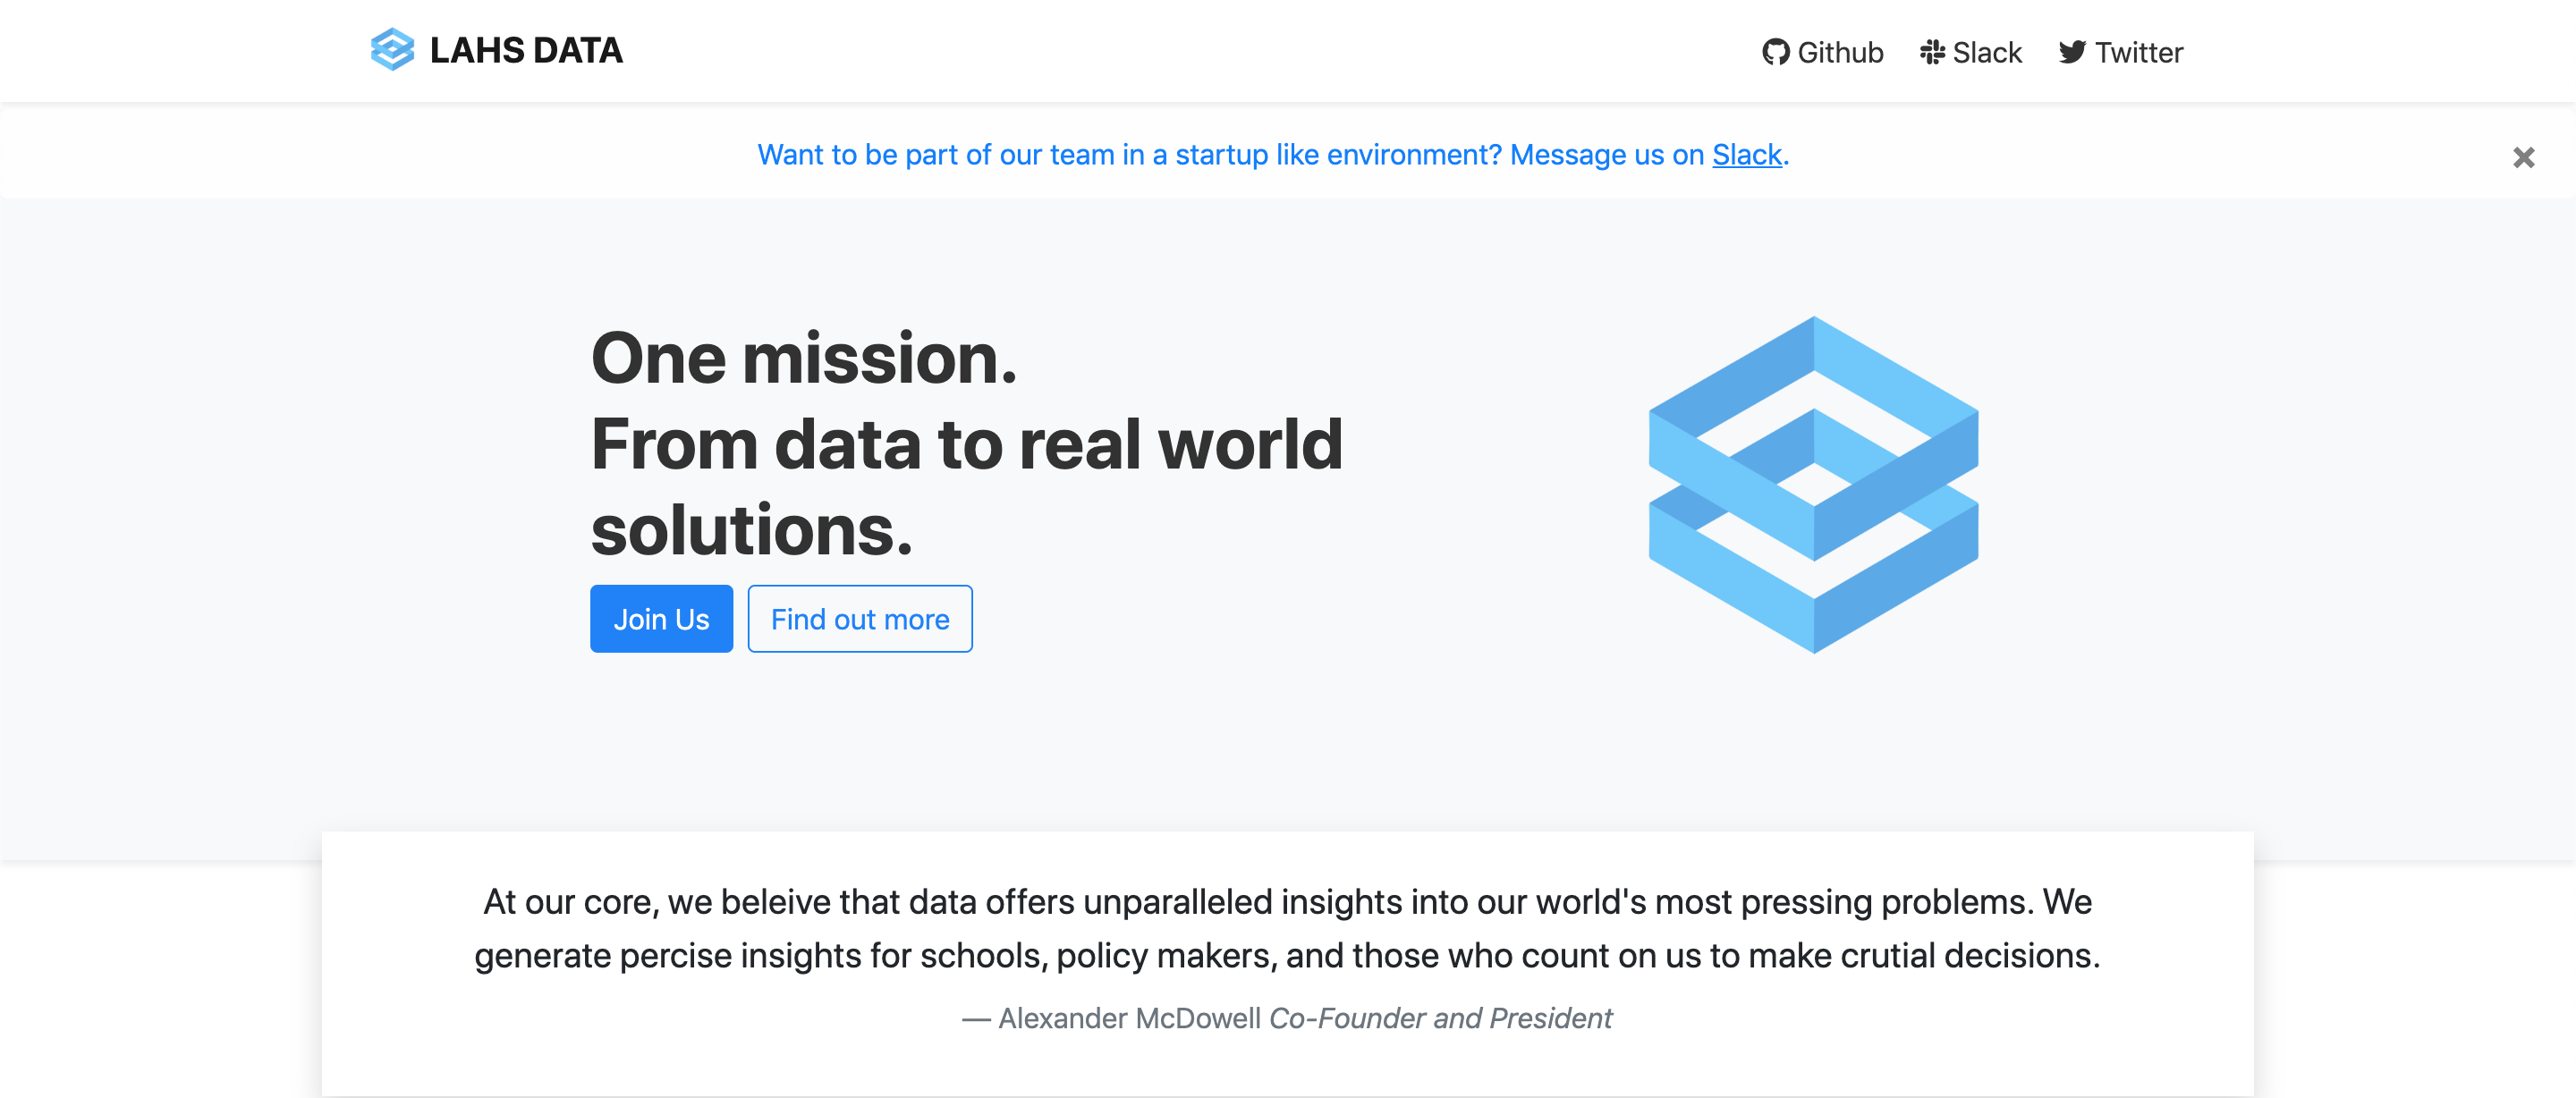 LAHS DATA
Github Slack Twitter
Want to be part of our team in a startup like environment? Message us on Slack.
One mission.
From data to real world
solutions.
Join Us Find out more
At our core, we beleive that data offers unparalleled insights into our world's most pressing problems. We
generate percise insights for schools, policy makers, and those who count on us to make crutial decisions.
— Alexander McDowell Co-Founder and President